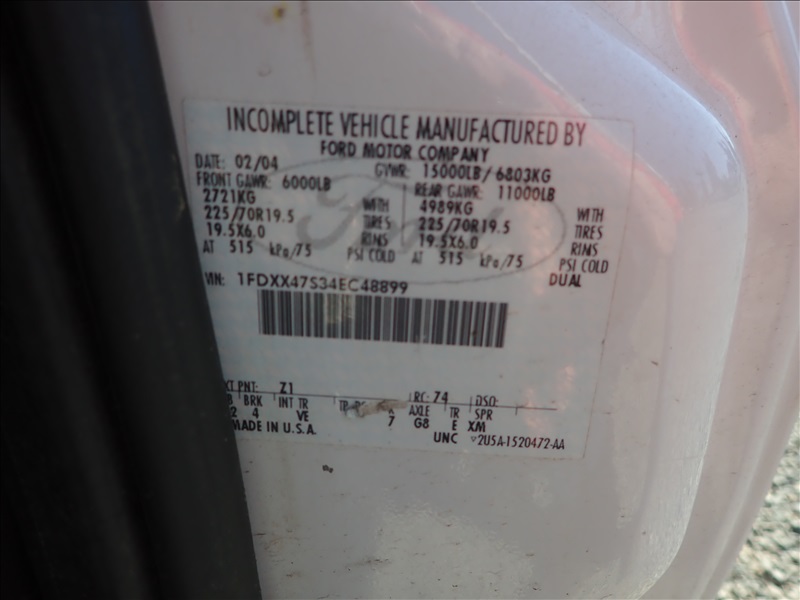 INCOMPLETE VEHICLE MANUFACTURED BY
FORD MOTOR COMPANY
DATE: 02/04 GVWR: 15000LB/ 6803KG
FRONT GAWR: 6000LB REAR GAWR: 11000LB
2721KG WITH 4989KG WITH
225/70R19.5 TIRES 225/70R19.5 TIRES
19.5X6.0 RIMS 19.5X6.0 RIMS
AT 515 kPa/75 PSI COLD AT 515 kPa/75 PSI COLD
DUAL
VIN: 1FDXX47S34EC48899
Ford
PNT: Z1 RC: 74 DSO:
BRK INT TR AXLE TR SPR
4 VE 7 G8 E XM
MADE IN U.S.A. UNC 2U5A-1520472-AA